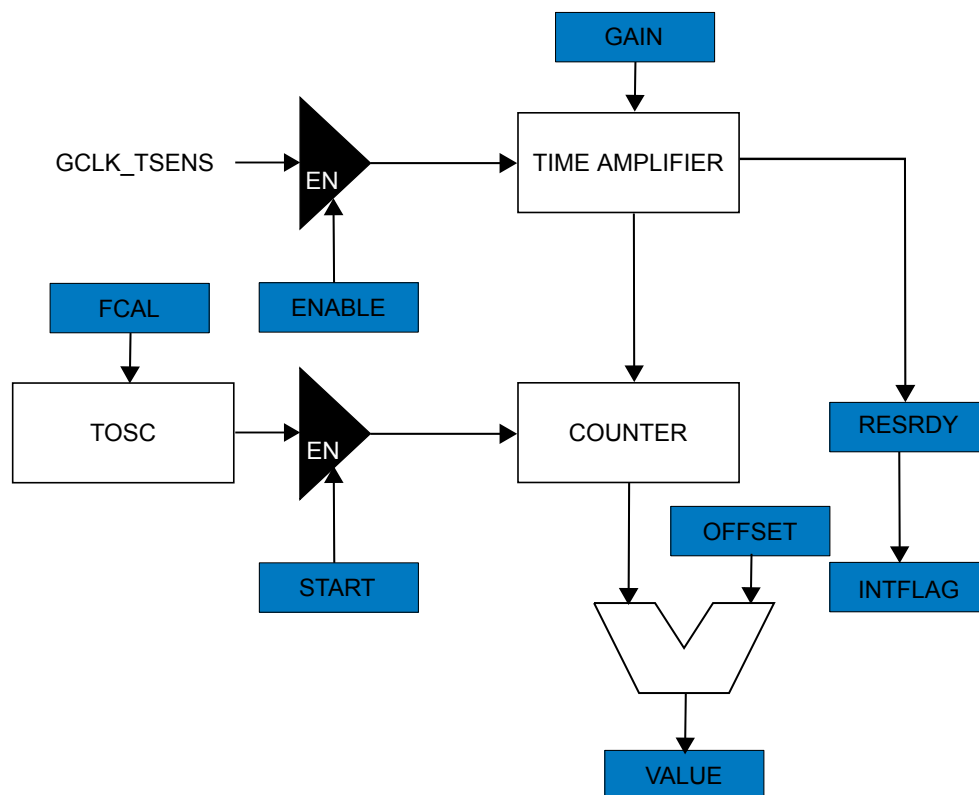 GAIN
GCLK_TSENS
EN
TIME AMPLIFIER
FCAL
ENABLE
TOSC
EN
COUNTER
RESRDY
OFFSET
START
INTFLAG
VALUE